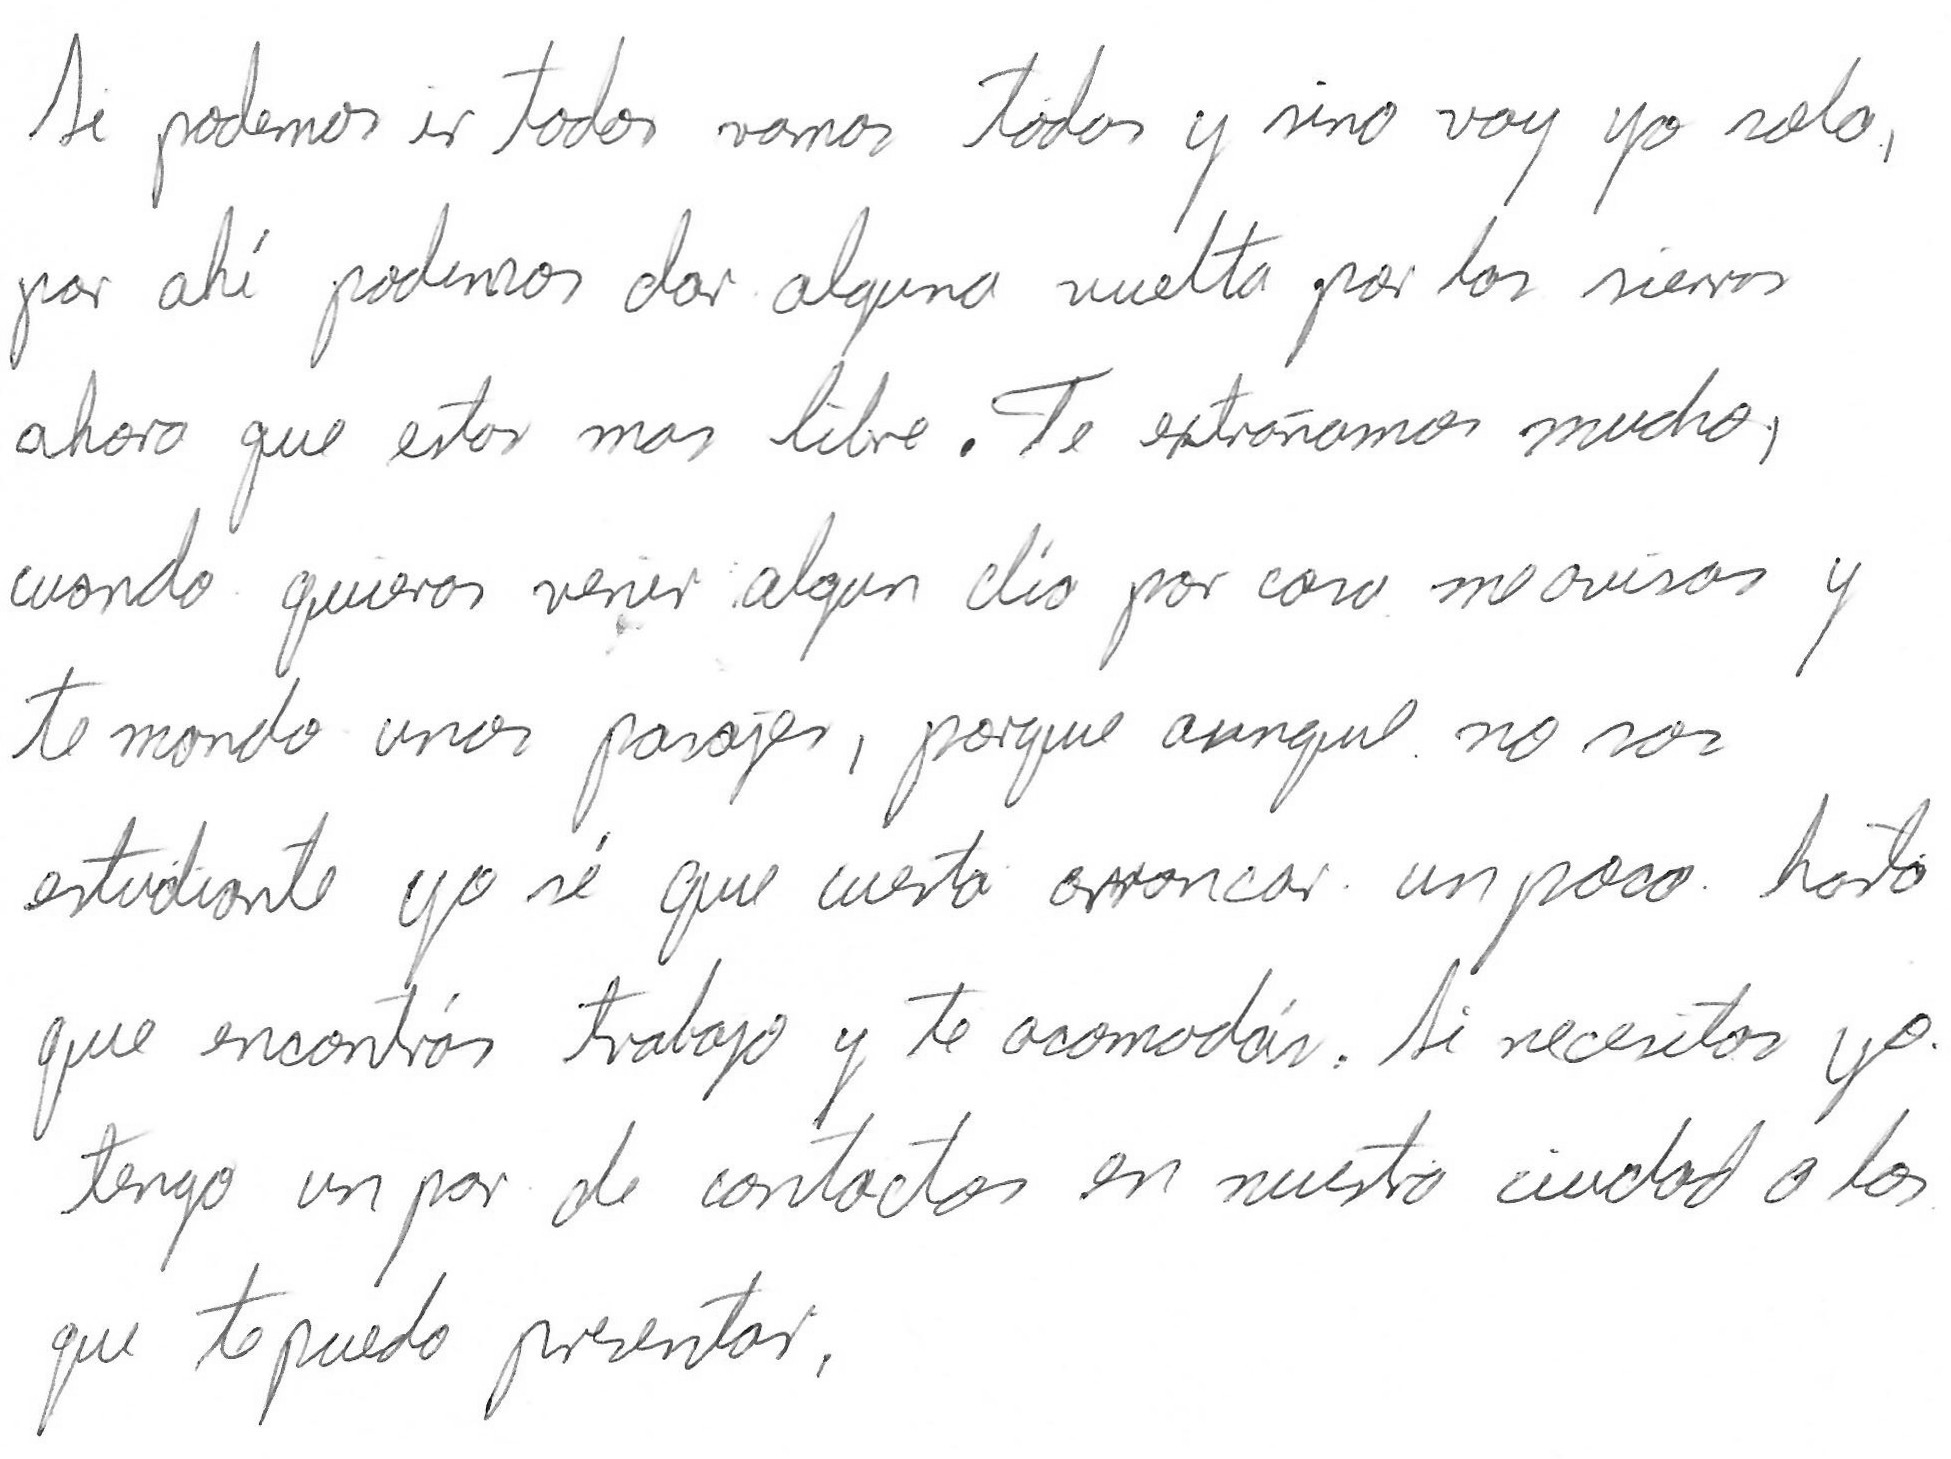 Si podemos ir todos vamos todos y sino voy yo solo,
por ahí podemos dar alguna vuelta por las sierras
ahora que estas mas libre. Te extrañamos mucho,
cuando quieras venir algun día por casa me avisas y
te mando unos pasajes, porque aunque no sos
estudiante yo sé que cuesta arrancar un poco hasta
que encontrás trabajo y te acomodás. Si necesitas yo
tengo un par de contactos en nuestra ciudad a los
que te puedo presentar.